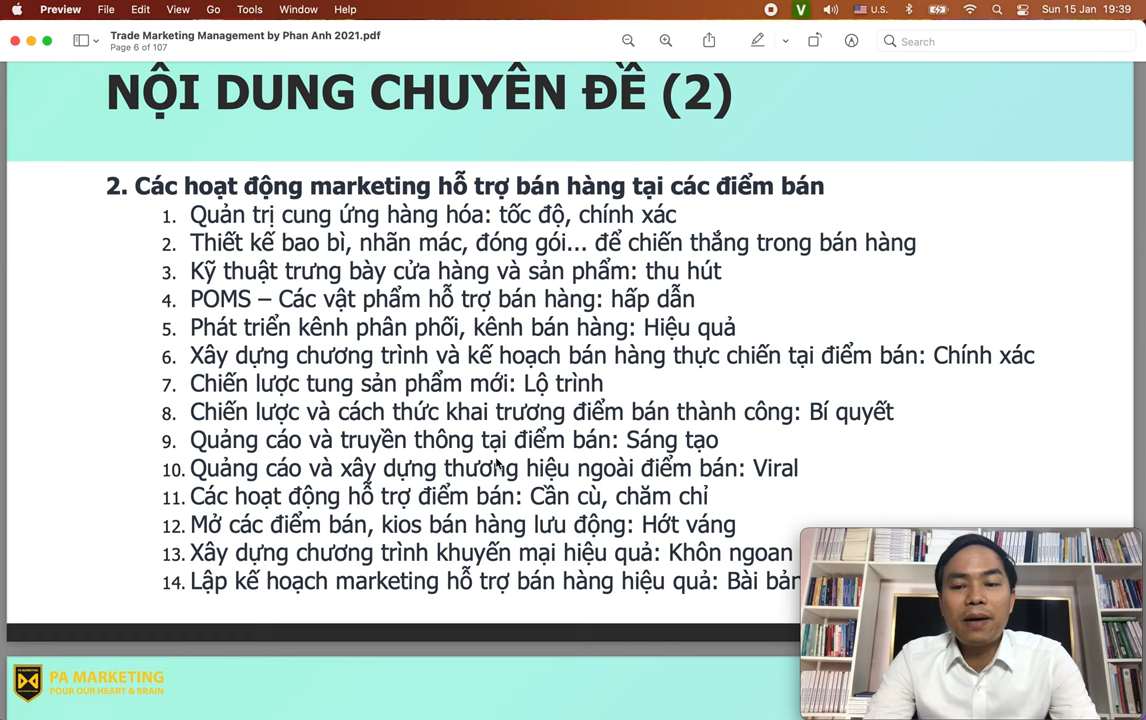 Preview File Edit View Go Tools Window Help V U.S. Sun 15 Jan 19:39
Trade Marketing Management by Phan Anh 2021.pdf
Page 6 of 107
Search
NỘI DUNG CHUYÊN ĐỀ (2)
2. Các hoạt động marketing hỗ trợ bán hàng tại các điểm bán
1. Quản trị cung ứng hàng hóa: tốc độ, chính xác
2. Thiết kế bao bì, nhãn mác, đóng gói... để chiến thắng trong bán hàng
3. Kỹ thuật trưng bày cửa hàng và sản phẩm: thu hút
4. POMS – Các vật phẩm hỗ trợ bán hàng: hấp dẫn
5. Phát triển kênh phân phối, kênh bán hàng: Hiệu quả
6. Xây dựng chương trình và kế hoạch bán hàng thực chiến tại điểm bán: Chính xác
7. Chiến lược tung sản phẩm mới: Lộ trình
8. Chiến lược và cách thức khai trương điểm bán thành công: Bí quyết
9. Quảng cáo và truyền thông tại điểm bán: Sáng tạo
10. Quảng cáo và xây dựng thương hiệu ngoài điểm bán: Viral
11. Các hoạt động hỗ trợ điểm bán: Cần cù, chăm chỉ
12. Mở các điểm bán, kios bán hàng lưu động: Hớt váng
13. Xây dựng chương trình khuyến mại hiệu quả: Khôn ngoan
14. Lập kế hoạch marketing hỗ trợ bán hàng hiệu quả: Bài bản
PA MARKETING
POUR OUR HEART & BRAIN